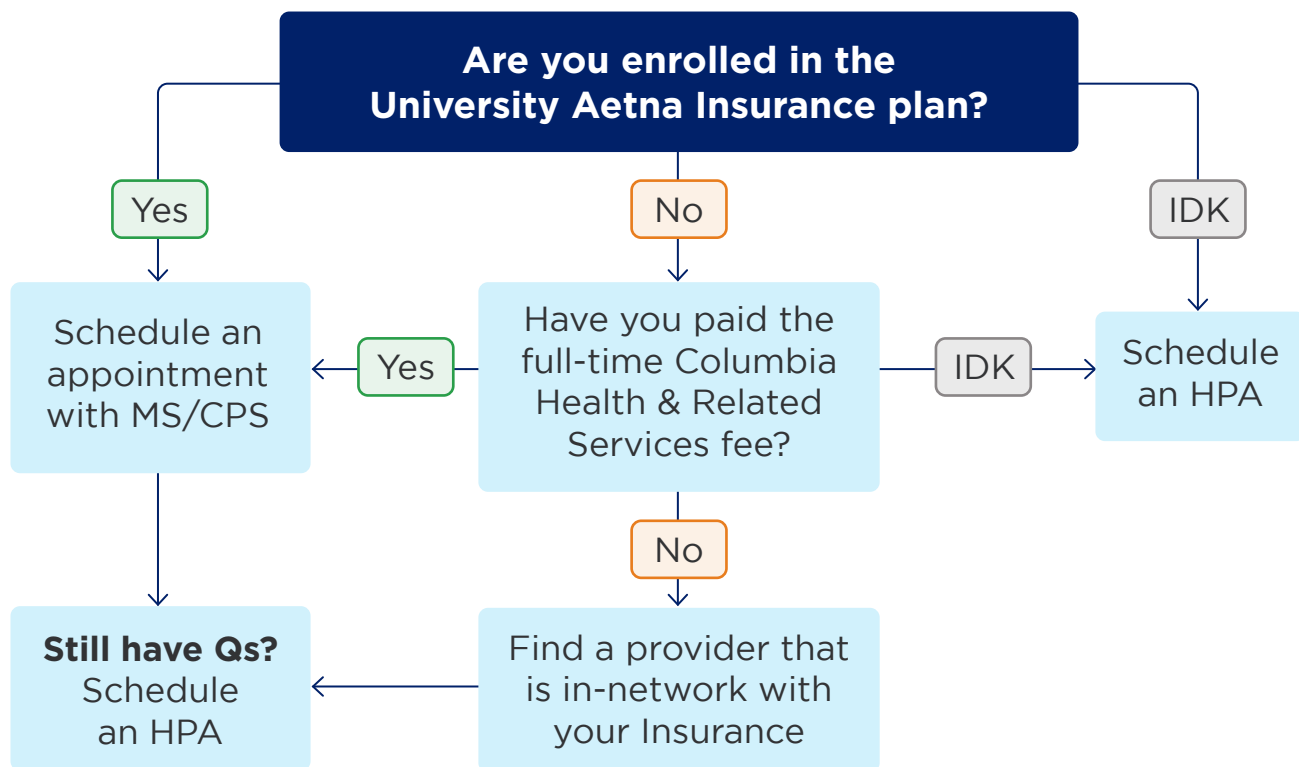 Are you enrolled in the
University Aetna Insurance plan?
Yes
No
IDK
Schedule an
appointment
with MS/CPS
Yes
Have you paid the
full-time Columbia
Health & Related
Services fee?
IDK
Schedule
an HPA
No
Still have Qs?
Schedule
an HPA
Find a provider that
is in-network with
your Insurance